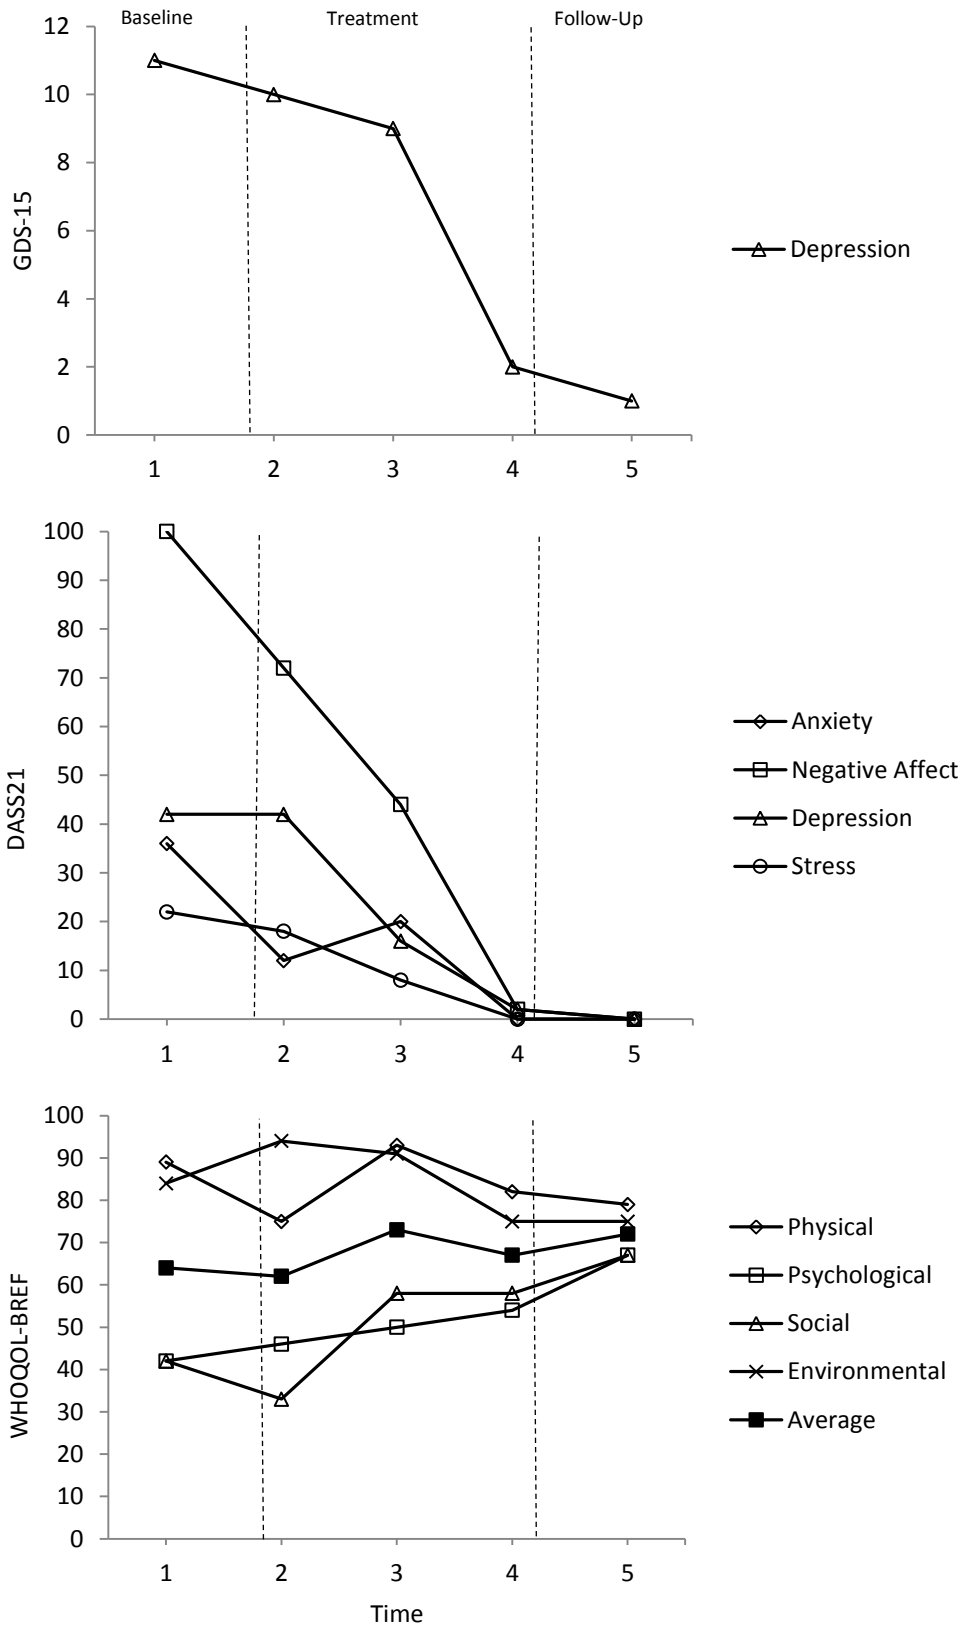 Baseline Treatment Follow-Up
12
10
8
6
4
2
0
GDS-15
1 2 3 4 5
Depression
100
90
80
70
60
50
40
30
20
10
0
DASS21
1 2 3 4 5
Anxiety
Negative Affect
Depression
Stress
100
90
80
70
60
50
40
30
20
10
0
WHOQOL-BREF
1 2 3 4 5
Time
Physical
Psychological
Social
Environmental
Average